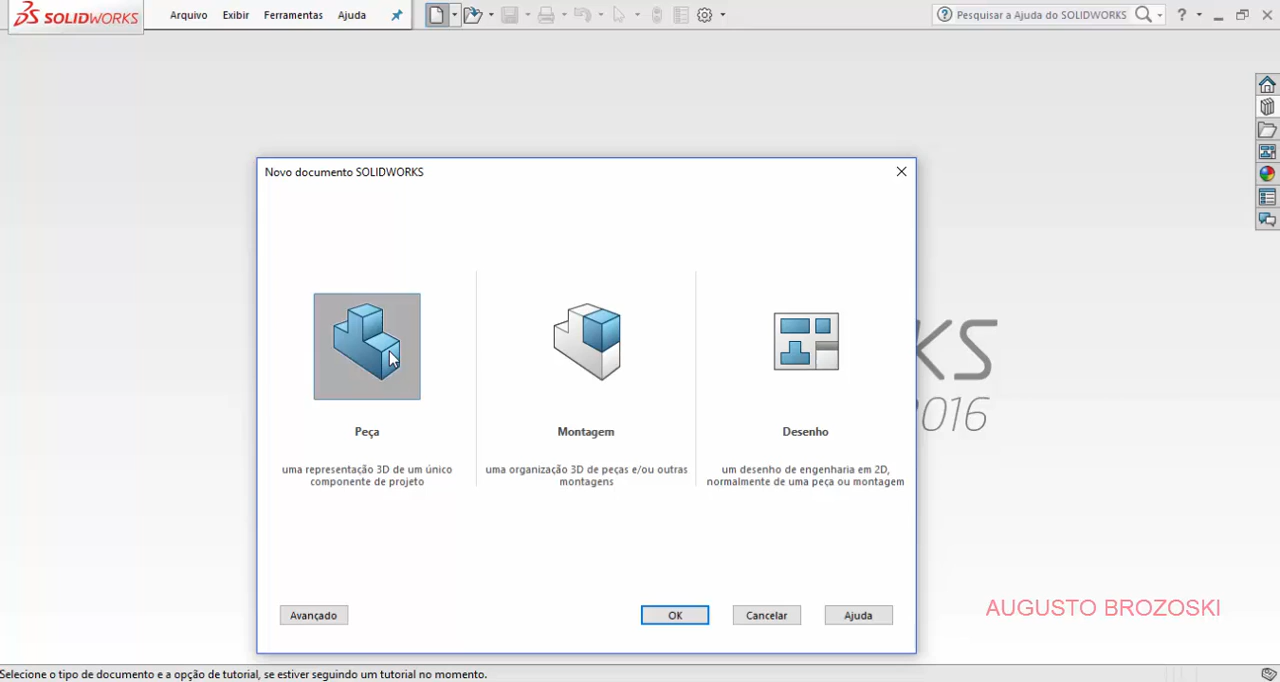 SOLIDWORKS
Arquivo Exibir Ferramentas Ajuda
Pesquisar a Ajuda do SOLIDWORKS
?
Novo documento SOLIDWORKS
KS
2016
Peça
uma representação 3D de um único
componente de projeto
Montagem
uma organização 3D de peças e/ou outras
montagens
Desenho
um desenho de engenharia em 2D,
normalmente de uma peça ou montagem
Avançado
OK
Cancelar
Ajuda
AUGUSTO BROZOSKI
Selecione o tipo de documento e a opção de tutorial, se estiver seguindo um tutorial no momento.